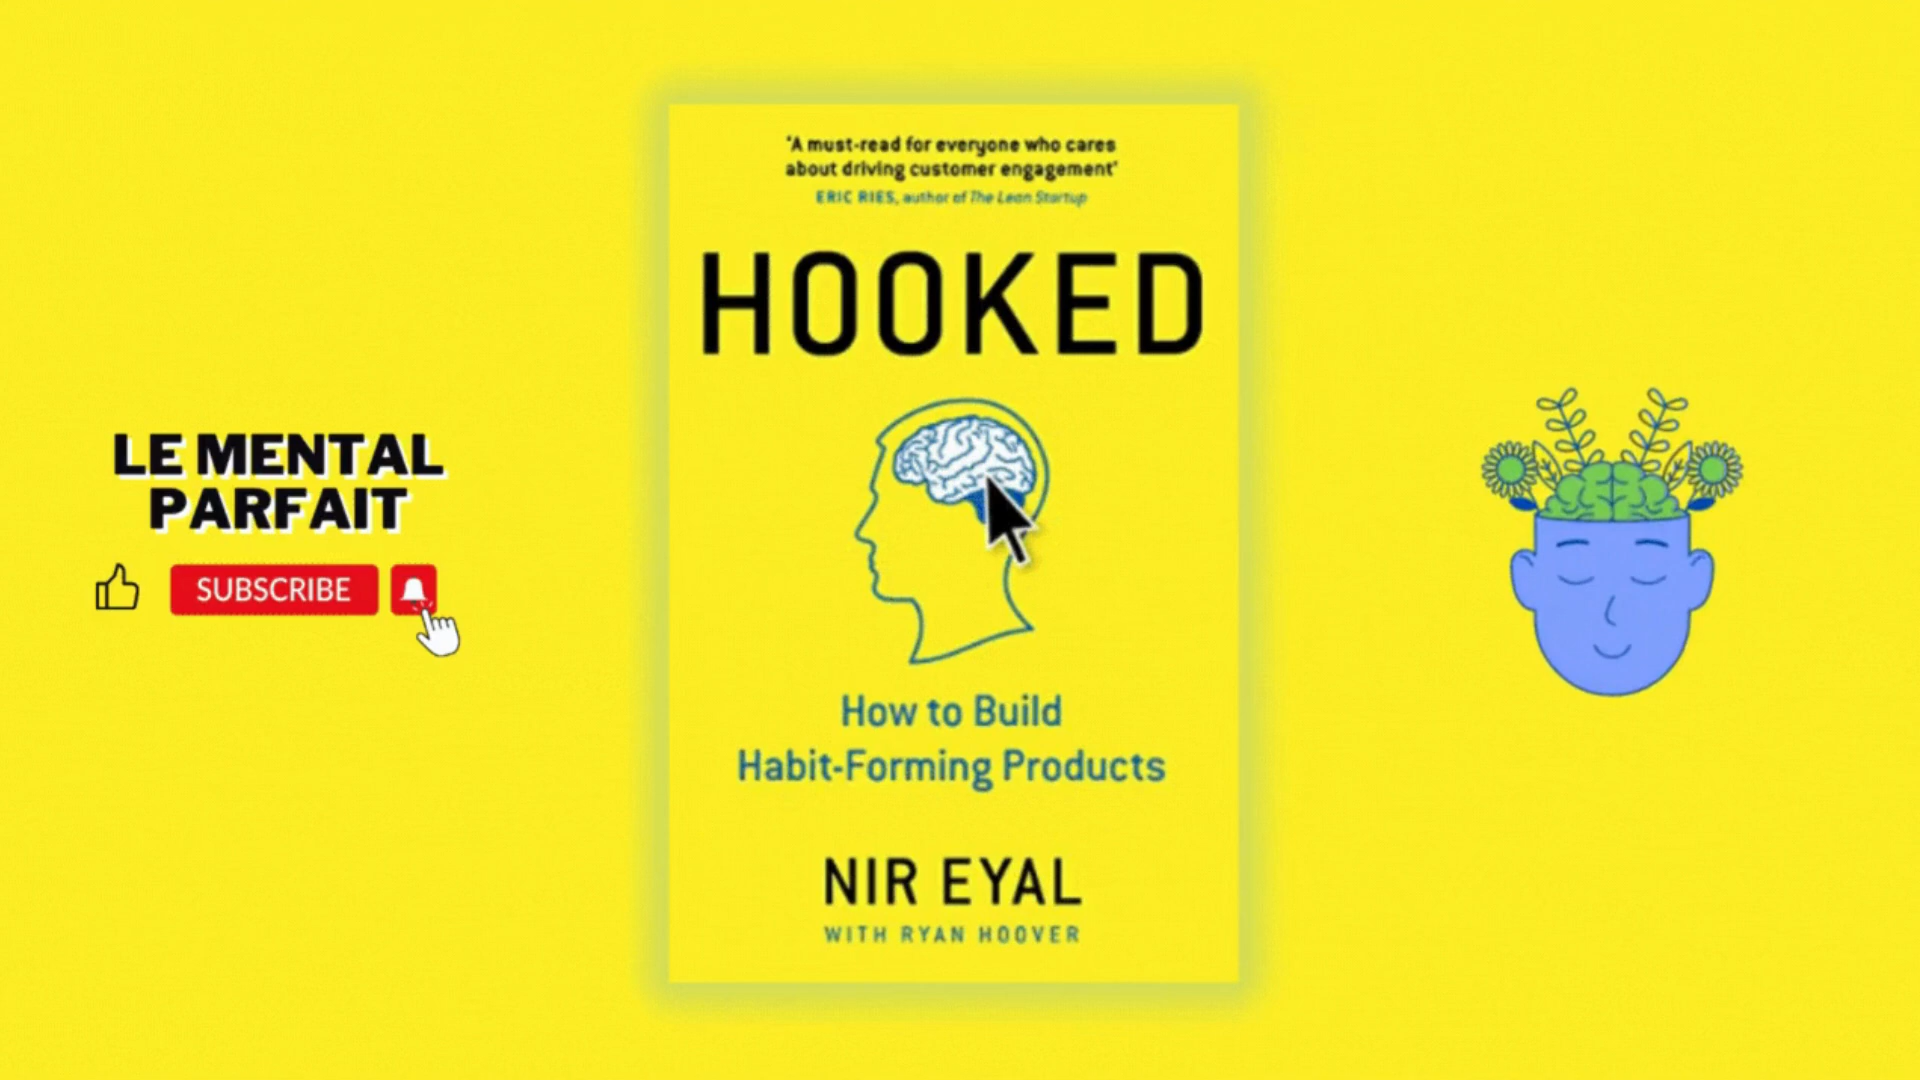 LE MENTAL
PARFAIT
SUBSCRIBE
'A must-read for everyone who cares
about driving customer engagement'
ERIC RIES, author of The Lean Startup
HOOKED
How to Build
Habit-Forming Products
NIR EYAL
WITH RYAN HOOVER